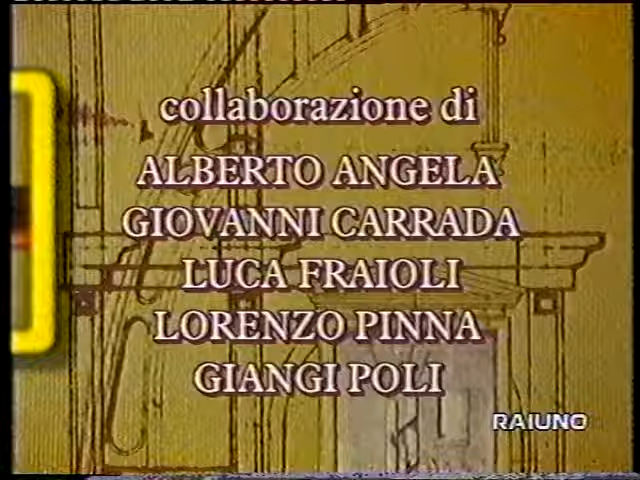 collaborazione di
ALBERTO ANGELA
GIOVANNI CARRADA
LUCA FRAIOLI
LORENZO PINNA
GIANGI POLI
RAIUNO